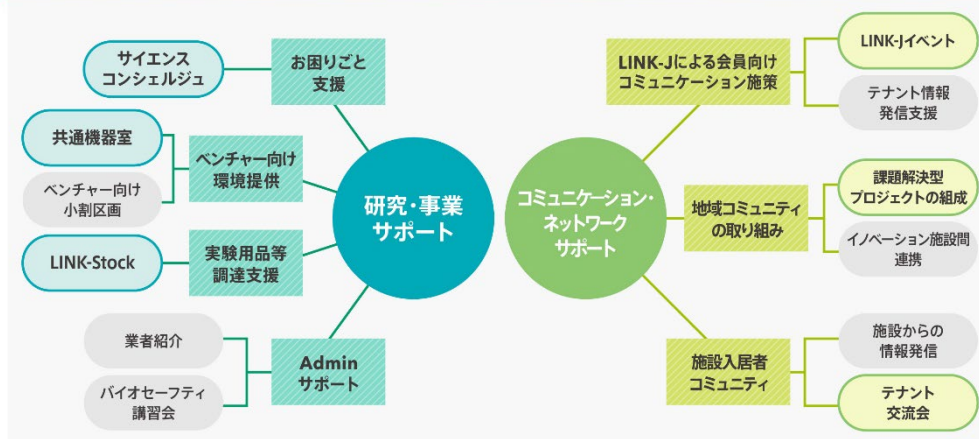 サイエンス
コンシェルジュ
お困りごと
支援
共通機器室
ベンチャー向け
小割区画
ベンチャー向け
環境提供
LINK-Stock
実験用品等
調達支援
業者紹介
バイオセーフティ
講習会
Admin
サポート
研究・事業
サポート
コミュニケーション・
ネットワーク
サポート
LINK-Jによる会員向け
コミュニケーション施策
LINK-Jイベント
テナント情報
発信支援
地域コミュニティ
の取り組み
課題解決型
プロジェクトの組成
イノベーション施設間
連携
施設入居者
コミュニティ
施設からの
情報発信
テナント
交流会